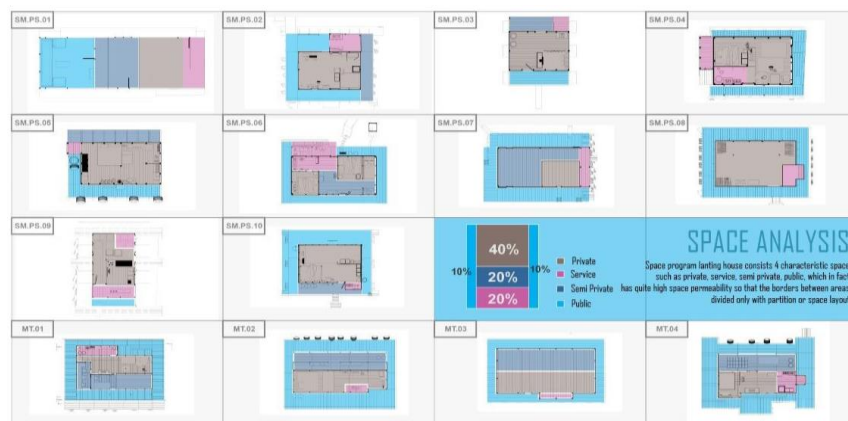 SM.PS.01
SM.PS.02
SM.PS.03
SM.PS.04
SM.PS.05
SM.PS.06
SM.PS.07
SM.PS.08
SM.PS.09
SM.PS.10
40%
10%
20%
10%
20%
Private
Service
Semi Private
Public
SPACE ANALYSIS
Space program lanting house consists 4 characteristic space
such as private, service, semi private, public, which in fact
has quite high space permeability so that the borders between areas
divided only with partition or space layout
MT.01
MT.02
MT.03
MT.04